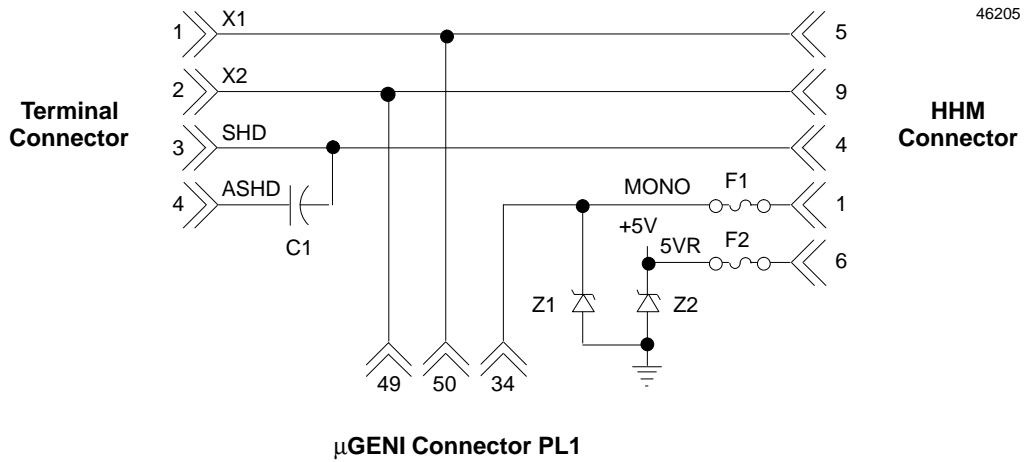 46205
1 X1 5
2 X2 9
Terminal Connector
HHM Connector
3 SHD 4
4 ASHD MONO F1 1
C1
+5V
5VR F2 6
Z1 Z2
49 50 34
μGENI Connector PL1